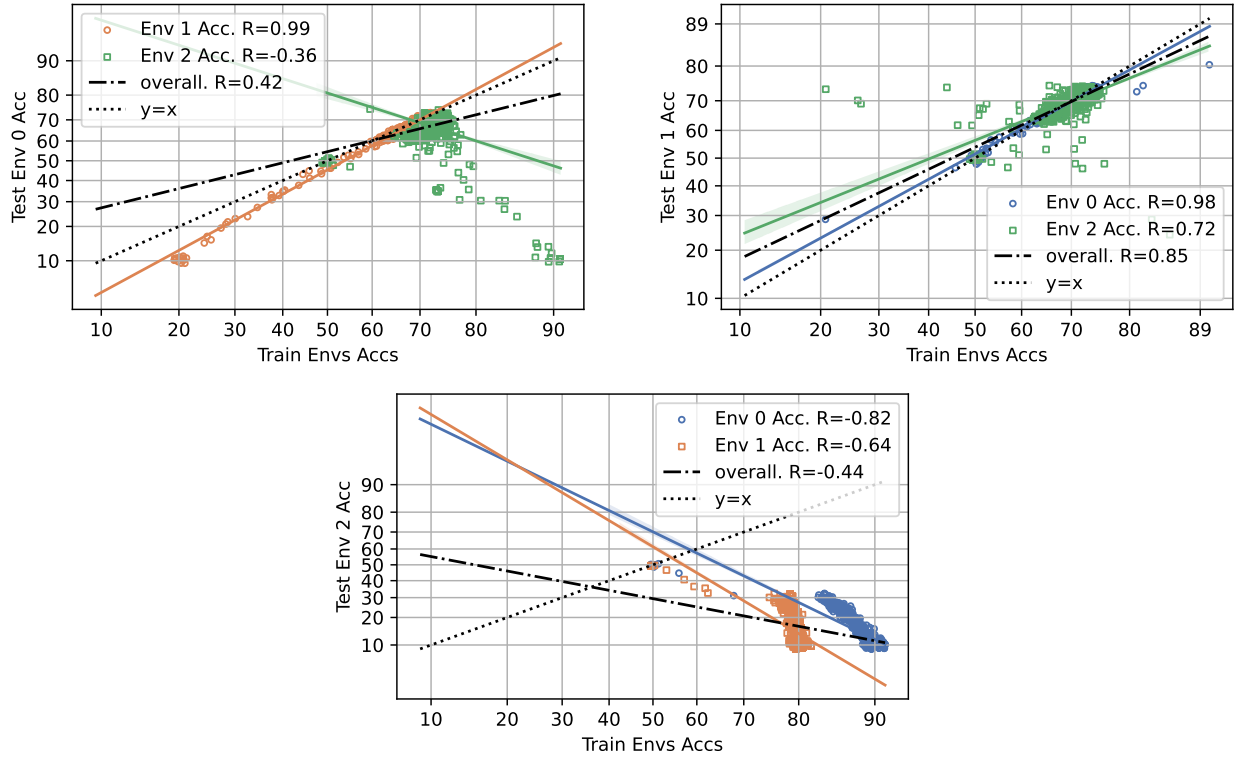 Env 1 Acc. R=0.99
Env 2 Acc. R=-0.36
overall. R=0.42
y=x
Test Env 0 Acc
90
80
70
60
50
40
30
20
10
10 20 30 40 50 60 70 80 90
Train Envs Accs
Test Env 1 Acc
89
80
70
60
50
40
30
20
10
Env 0 Acc. R=0.98
Env 2 Acc. R=0.72
overall. R=0.85
y=x
10 20 30 40 50 60 70 80 89
Train Envs Accs
Env 0 Acc. R=-0.82
Env 1 Acc. R=-0.64
overall. R=-0.44
y=x
Test Env 2 Acc
90
80
70
60
50
40
30
20
10
10 20 30 40 50 60 70 80 90
Train Envs Accs